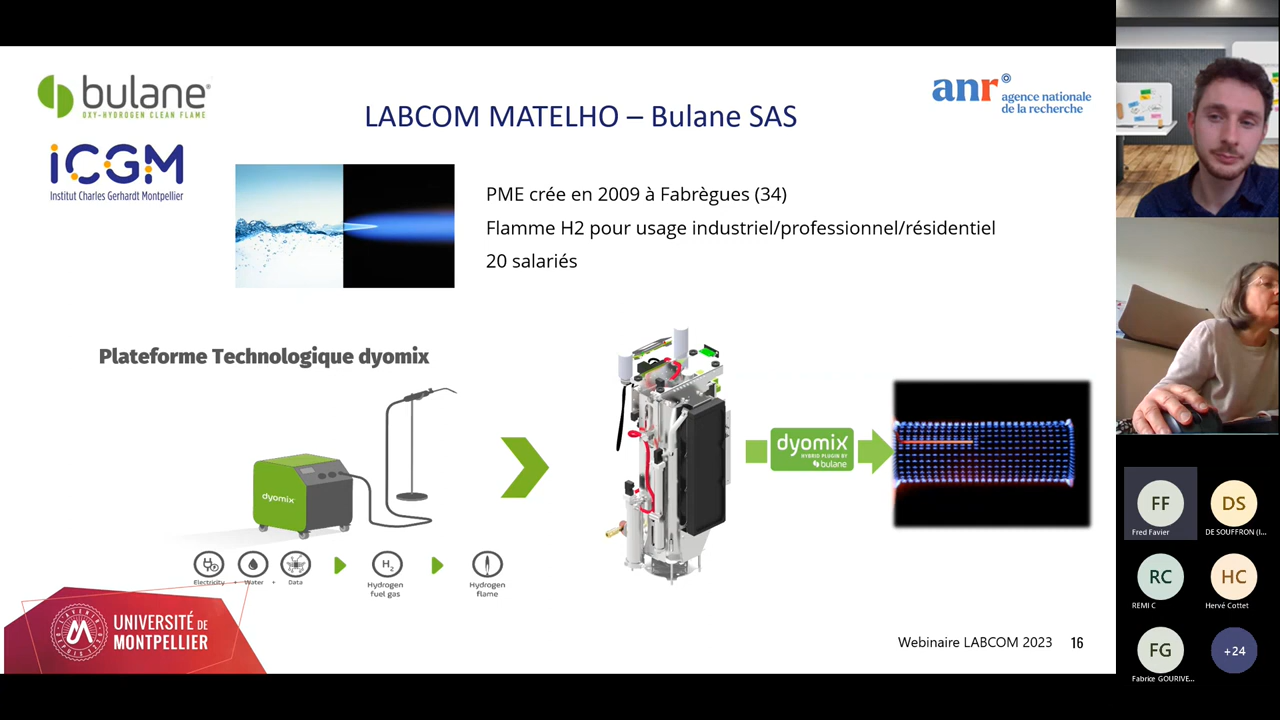 bulane®
OXY-HYDROGEN CLEAN FLAME
iCGM
Institut Charles Gerhardt Montpellier
LABCOM MATELHO – Bulane SAS
anr
agence nationale
de la recherche
PME crée en 2009 à Fabrègues (34)
Flamme H2 pour usage industriel/professionnel/résidentiel
20 salariés
Plateforme Technologique dyomix
dyomix
Electricity + Water + Data
H2
Hydrogen
fuel gas
Hydrogen
flame
dyomix
HYBRID PLUGIN BY
bulane
UNIVERSITÉ DE
MONTPELLIER
Webinaire LABCOM 2023 16
FF
Fred Favier
DS
DE SOUFFRON (I...
RC
REMI C
HC
Hervé Cottet
FG
Fabrice GOURIVE...
+24